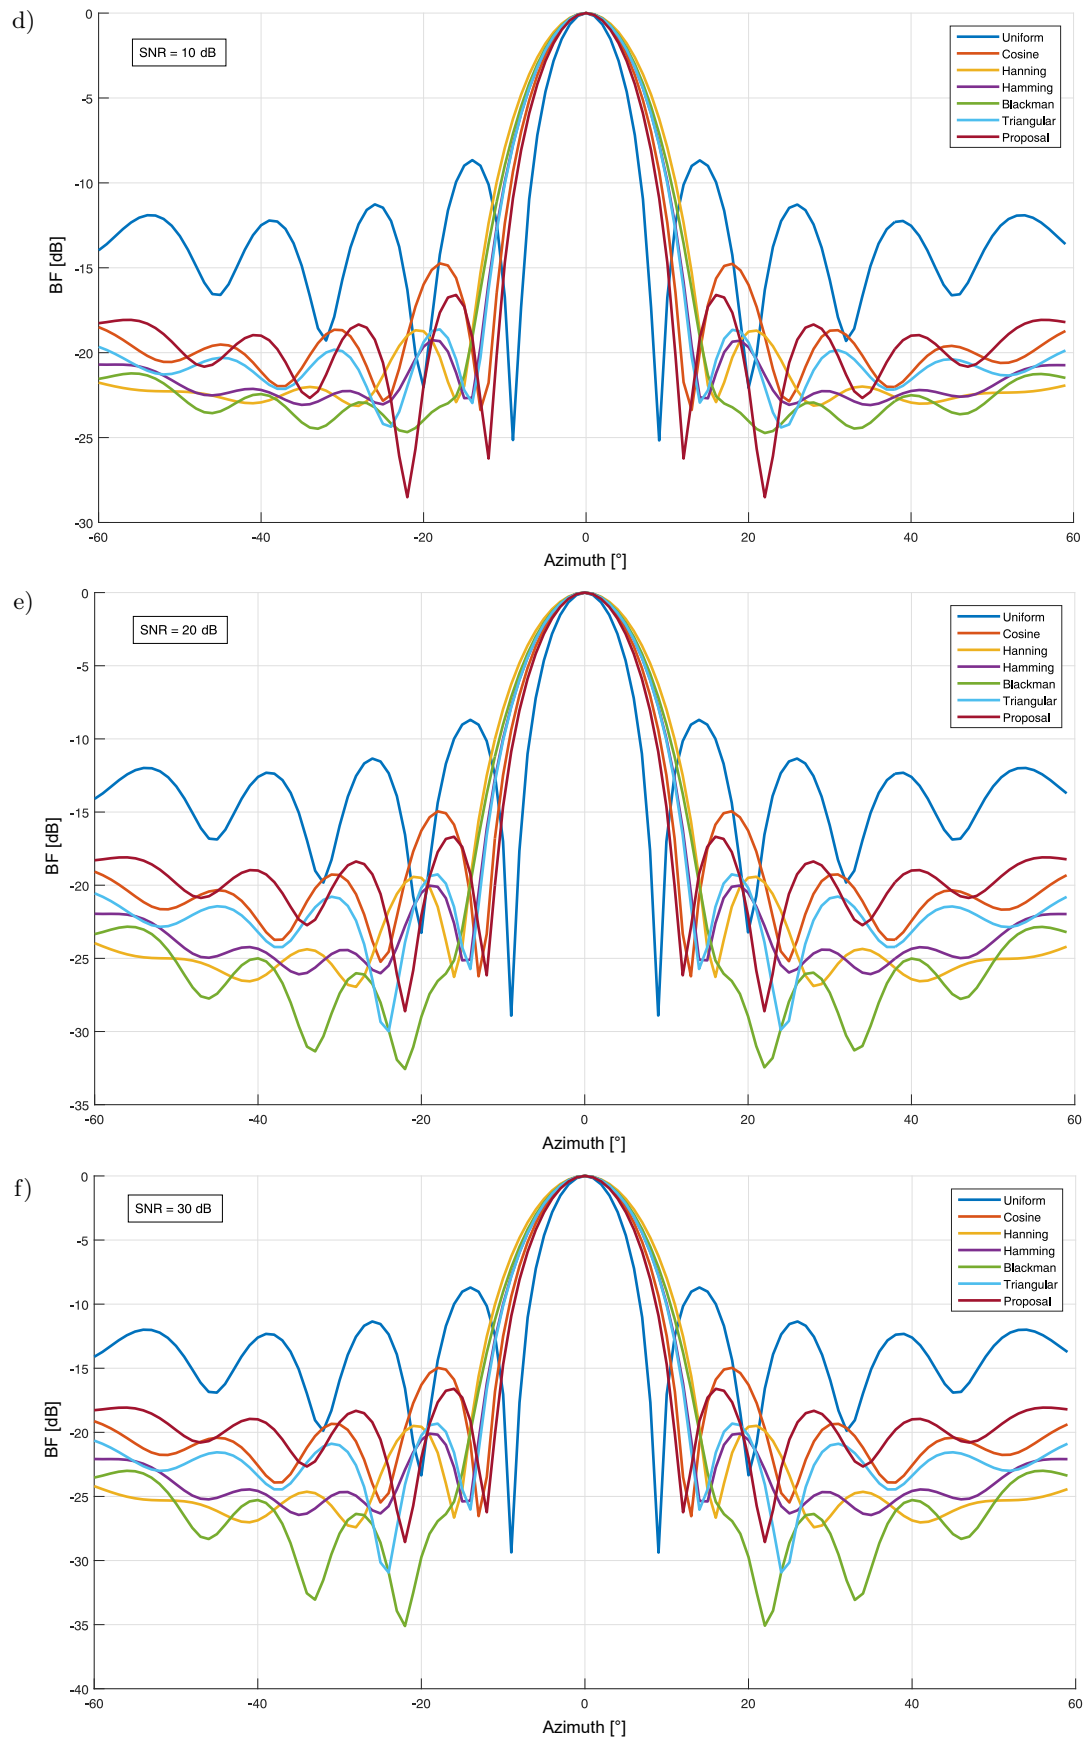 d)
SNR = 10 dB
Uniform
Cosine
Hanning
Hamming
Blackman
Triangular
Proposal
0
-5
-10
-15
-20
-25
-30
BF [dB]
-60 -40 -20 0 20 40 60
Azimuth [°]
e)
SNR = 20 dB
Uniform
Cosine
Hanning
Hamming
Blackman
Triangular
Proposal
0
-5
-10
-15
-20
-25
-30
-35
BF [dB]
-60 -40 -20 0 20 40 60
Azimuth [°]
f)
SNR = 30 dB
Uniform
Cosine
Hanning
Hamming
Blackman
Triangular
Proposal
0
-5
-10
-15
-20
-25
-30
-35
-40
BF [dB]
-60 -40 -20 0 20 40 60
Azimuth [°]